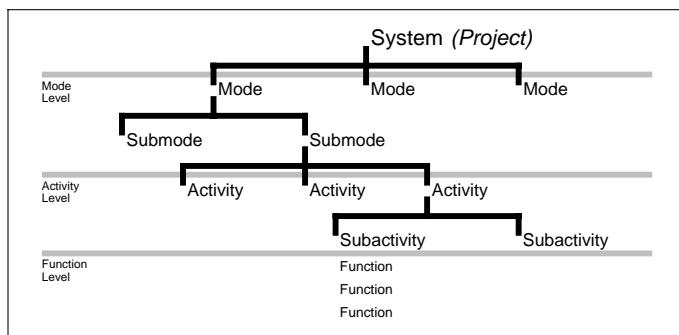 System (Project)
Mode
Level
Mode
Mode
Mode
Submode
Submode
Activity
Level
Activity
Activity
Activity
Subactivity
Subactivity
Function
Level
Function
Function
Function